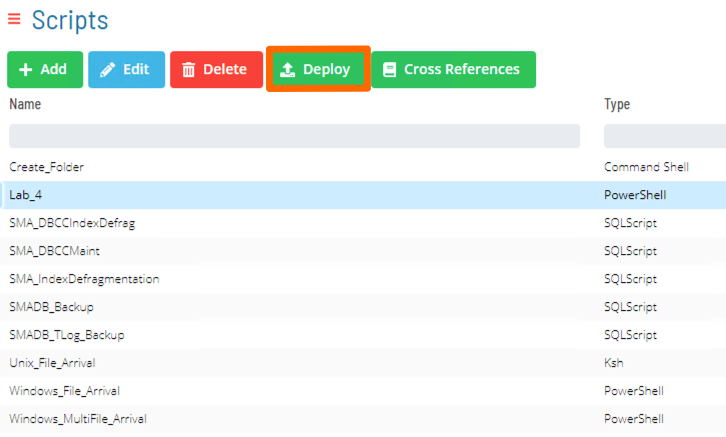 Scripts
Add Edit Delete Deploy Cross References
Name Type
Create_Folder Command Shell
Lab_4 PowerShell
SMA_DBCCIndexDefrag SQLScript
SMA_DBCCMaint SQLScript
SMA_IndexDefragmentation SQLScript
SMADB_Backup SQLScript
SMADB_TLog_Backup SQLScript
Unix_File_Arrival Ksh
Windows_File_Arrival PowerShell
Windows_MultiFile_Arrival PowerShell